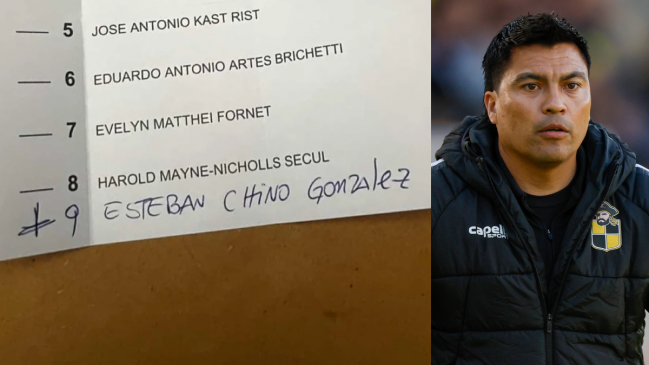 5 JOSE ANTONIO KAST RIST
6 EDUARDO ANTONIO ARTES BRICHETTI
7 EVELYN MATTHEI FORNET
8 HAROLD MAYNE-NICHOLLS SECUL
9 ESTEBAN CHINO GONZALEZ
SPORT